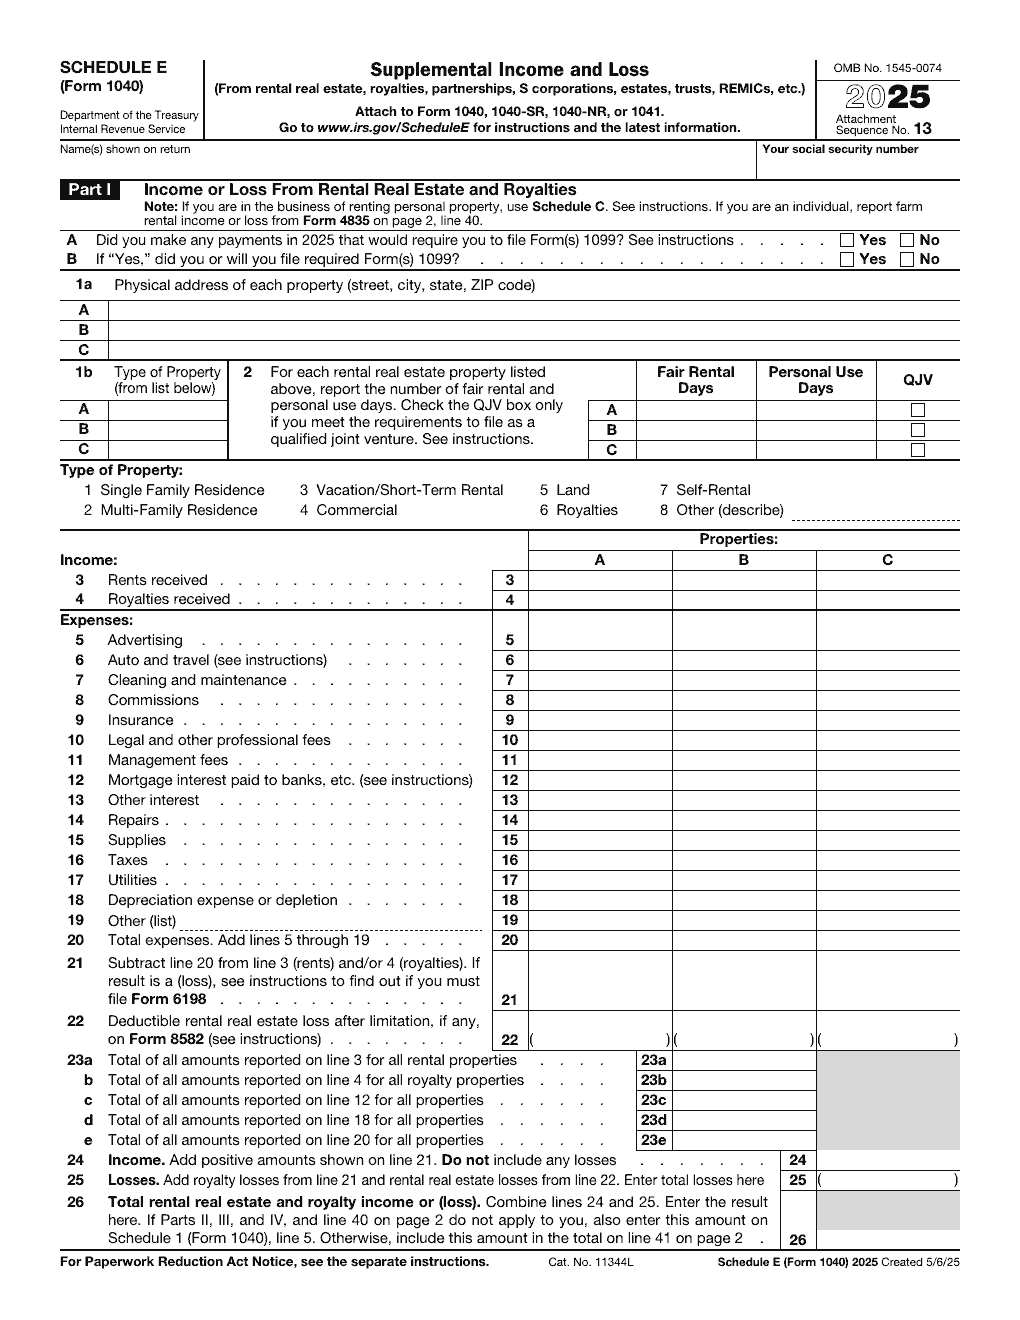 SCHEDULE E
(Form 1040)
Department of the Treasury
Internal Revenue Service
Supplemental Income and Loss
(From rental real estate, royalties, partnerships, S corporations, estates, trusts, REMICs, etc.)
Attach to Form 1040, 1040-SR, 1040-NR, or 1041.
Go to www.irs.gov/ScheduleE for instructions and the latest information.
OMB No. 1545-0074
2025
Attachment
Sequence No. 13
Name(s) shown on return
Your social security number
Part I Income or Loss From Rental Real Estate and Royalties
Note: If you are in the business of renting personal property, use Schedule C. See instructions. If you are an individual, report farm
rental income or loss from Form 4835 on page 2, line 40.
A Did you make any payments in 2025 that would require you to file Form(s) 1099? See instructions . . . . . Yes No
B If “Yes,” did you or will you file required Form(s) 1099? . . . . . . . . . . . . . . . . . Yes No
1a Physical address of each property (street, city, state, ZIP code)
A
B
C
1b Type of Property
(from list below)
A
B
C
2 For each rental real estate property listed
above, report the number of fair rental and
personal use days. Check the QJV box only
if you meet the requirements to file as a
qualified joint venture. See instructions.
Fair Rental
Days
Personal Use
Days
QJV
A
B
C
Type of Property:
1 Single Family Residence 3 Vacation/Short-Term Rental 5 Land 7 Self-Rental
2 Multi-Family Residence 4 Commercial 6 Royalties 8 Other (describe)
Properties:
Income: A B C
3 Rents received . . . . . . . . . . . . . . 3
4 Royalties received . . . . . . . . . . . . . 4
Expenses:
5 Advertising . . . . . . . . . . . . . . . 5
6 Auto and travel (see instructions) . . . . . . . 6
7 Cleaning and maintenance . . . . . . . . . . 7
8 Commissions . . . . . . . . . . . . . . 8
9 Insurance . . . . . . . . . . . . . . . . 9
10 Legal and other professional fees . . . . . . . 10
11 Management fees . . . . . . . . . . . . . 11
12 Mortgage interest paid to banks, etc. (see instructions) 12
13 Other interest . . . . . . . . . . . . . . 13
14 Repairs . . . . . . . . . . . . . . . . . 14
15 Supplies . . . . . . . . . . . . . . . . 15
16 Taxes . . . . . . . . . . . . . . . . . 16
17 Utilities . . . . . . . . . . . . . . . . . 17
18 Depreciation expense or depletion . . . . . . . 18
19 Other (list) 19
20 Total expenses. Add lines 5 through 19 . . . . . 20
21 Subtract line 20 from line 3 (rents) and/or 4 (royalties). If
result is a (loss), see instructions to find out if you must
file Form 6198 . . . . . . . . . . . . . . 21
22 Deductible rental real estate loss after limitation, if any,
on Form 8582 (see instructions) . . . . . . . . 22 ( ) ( ) ( )
23a Total of all amounts reported on line 3 for all rental properties . . . . 23a
b Total of all amounts reported on line 4 for all royalty properties . . . . 23b
c Total of all amounts reported on line 12 for all properties . . . . . . 23c
d Total of all amounts reported on line 18 for all properties . . . . . . 23d
e Total of all amounts reported on line 20 for all properties . . . . . . 23e
24 Income. Add positive amounts shown on line 21. Do not include any losses . . . . . . . 24
25 Losses. Add royalty losses from line 21 and rental real estate losses from line 22. Enter total losses here 25 ( )
26 Total rental real estate and royalty income or (loss). Combine lines 24 and 25. Enter the result
here. If Parts II, III, and IV, and line 40 on page 2 do not apply to you, also enter this amount on
Schedule 1 (Form 1040), line 5. Otherwise, include this amount in the total on line 41 on page 2 . 26
For Paperwork Reduction Act Notice, see the separate instructions. Cat. No. 11344L Schedule E (Form 1040) 2025 Created 5/6/25